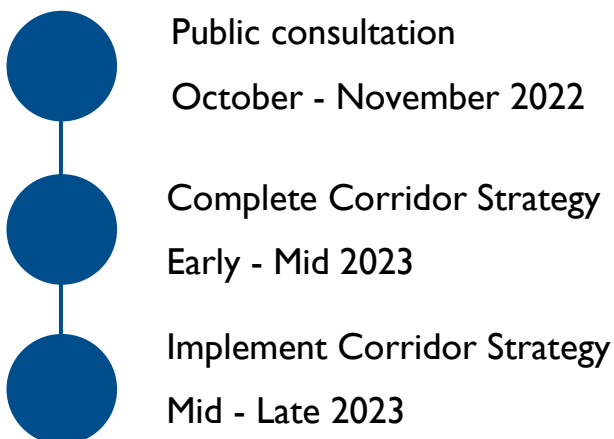 Public consultation
October - November 2022
Complete Corridor Strategy
Early - Mid 2023
Implement Corridor Strategy
Mid - Late 2023